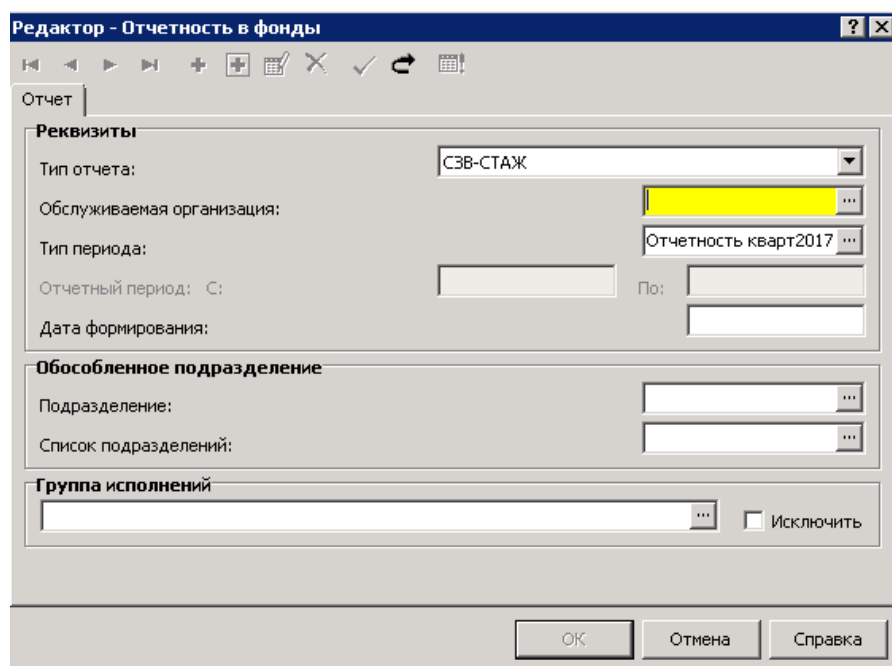 Редактор - Отчетность в фонды
Отчет
Реквизиты
Тип отчета: СЗВ-СТАЖ
Обслуживаемая организация:
Тип периода: Отчетность кварт2017
Отчетный период: С: По:
Дата формирования:
Обособленное подразделение
Подразделение:
Список подразделений:
Группа исполнений
Исключить
ОК Отмена Справка